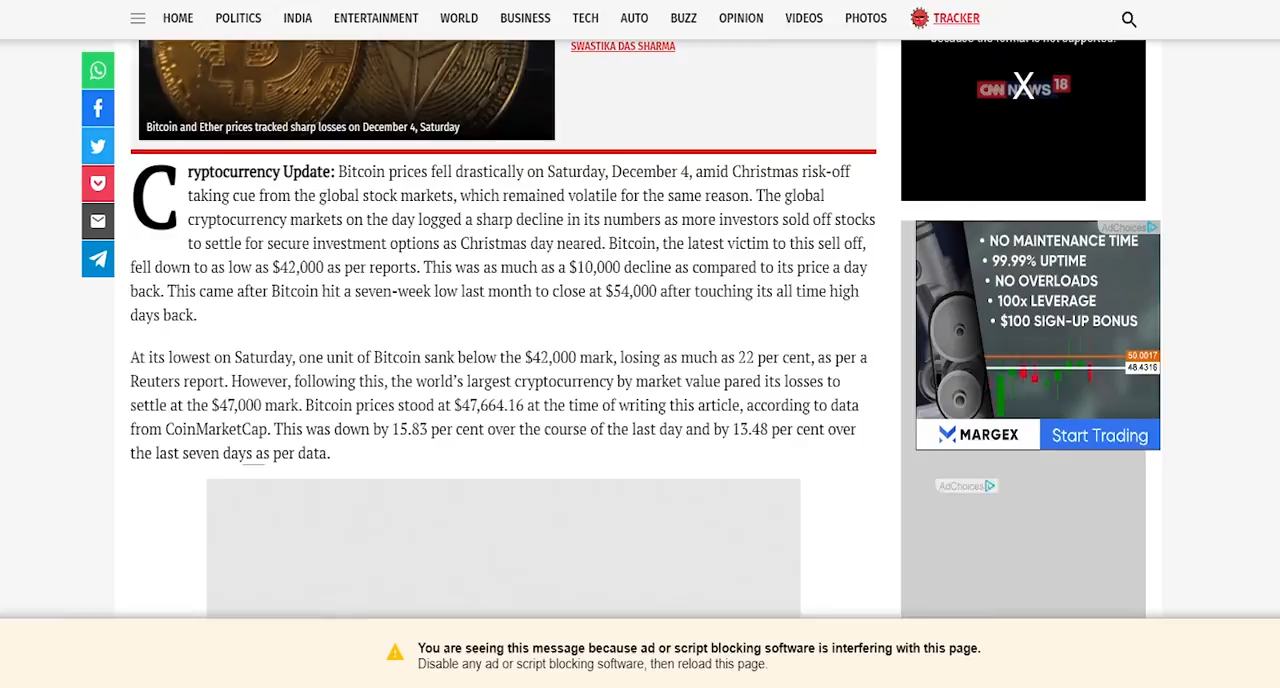 HOME POLITICS INDIA ENTERTAINMENT WORLD BUSINESS TECH AUTO BUZZ OPINION VIDEOS PHOTOS TRACKER
SWASTIKA DAS SHARMA
because the format is not supported.
CNN NEWS 18
X
Bitcoin and Ether prices tracked sharp losses on December 4, Saturday
Cryptocurrency Update: Bitcoin prices fell drastically on Saturday, December 4, amid Christmas risk-off
taking cue from the global stock markets, which remained volatile for the same reason. The global
cryptocurrency markets on the day logged a sharp decline in its numbers as more investors sold off stocks
to settle for secure investment options as Christmas day neared. Bitcoin, the latest victim to this sell off,
fell down to as low as $42,000 as per reports. This was as much as a $10,000 decline as compared to its price a day
back. This came after Bitcoin hit a seven-week low last month to close at $54,000 after touching its all time high
days back.
At its lowest on Saturday, one unit of Bitcoin sank below the $42,000 mark, losing as much as 22 per cent, as per a
Reuters report. However, following this, the world's largest cryptocurrency by market value pared its losses to
settle at the $47,000 mark. Bitcoin prices stood at $47,664.16 at the time of writing this article, according to data
from CoinMarketCap. This was down by 15.83 per cent over the course of the last day and by 13.48 per cent over
the last seven days as per data.
AdChoices
• NO MAINTENANCE TIME
• 99.99% UPTIME
• NO OVERLOADS
• 100x LEVERAGE
• $100 SIGN-UP BONUS
50.0017
48.4316
MARGEX Start Trading
AdChoices
You are seeing this message because ad or script blocking software is interfering with this page.
Disable any ad or script blocking software, then reload this page.